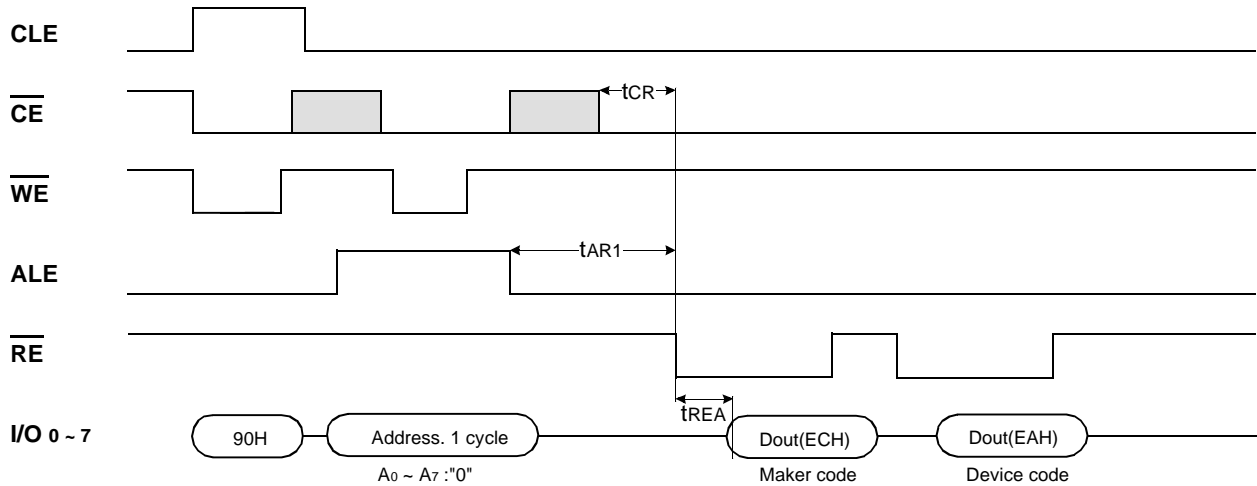 CLE
CE
tCR
WE
tAR1
ALE
RE
tREA
I/O 0 ~ 7
90H
Address. 1 cycle
Dout(ECH)
Dout(EAH)
A0 ~ A7 :"0"
Maker code
Device code